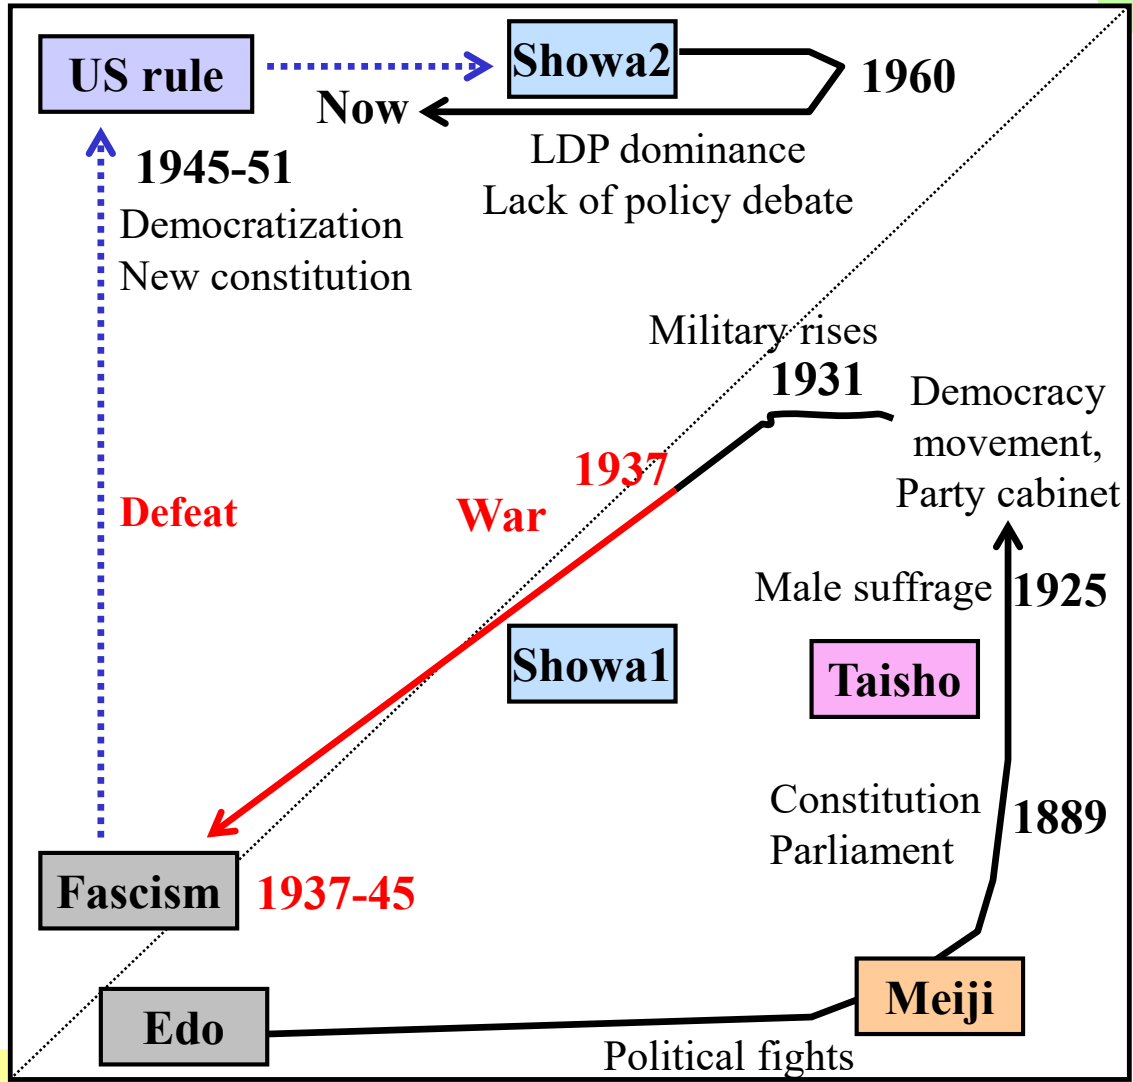 US rule
Showa2
1960
Now
LDP dominance
Lack of policy debate
1945-51
Democratization
New constitution
Military rises
1931
Democracy
movement,
Party cabinet
1937
War
Defeat
Male suffrage
1925
Showa1
Taisho
Constitution
Parliament
1889
Fascism
1937-45
Meiji
Edo
Political fights